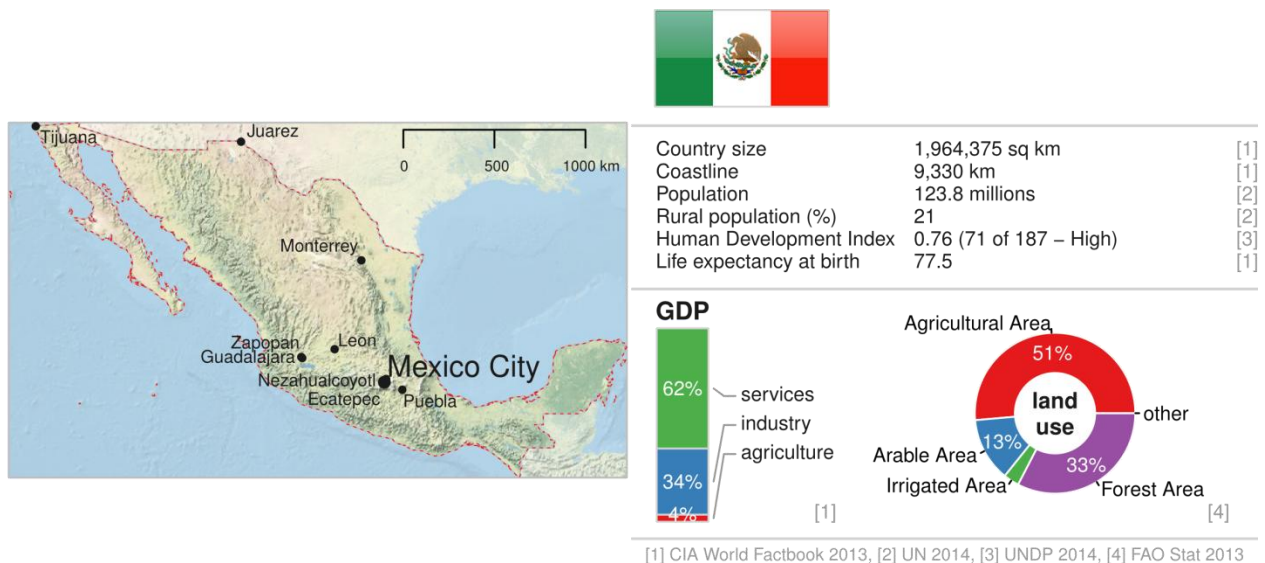 Tijuana
Juarez
0 500 1000 km
Monterrey
Zapopan
Leon
Guadalajara
Mexico City
Nezahualcoyotl
Ecatepec
Puebla
Country size 1,964,375 sq km [1]
Coastline 9,330 km [1]
Population 123.8 millions [2]
Rural population (%) 21 [2]
Human Development Index 0.76 (71 of 187 – High) [3]
Life expectancy at birth 77.5 [1]
GDP
62%
services
industry
agriculture
34%
4%
[1]
Agricultural Area
51%
land
use
other
13%
Arable Area
33%
Irrigated Area
Forest Area
[4]
[1] CIA World Factbook 2013, [2] UN 2014, [3] UNDP 2014, [4] FAO Stat 2013